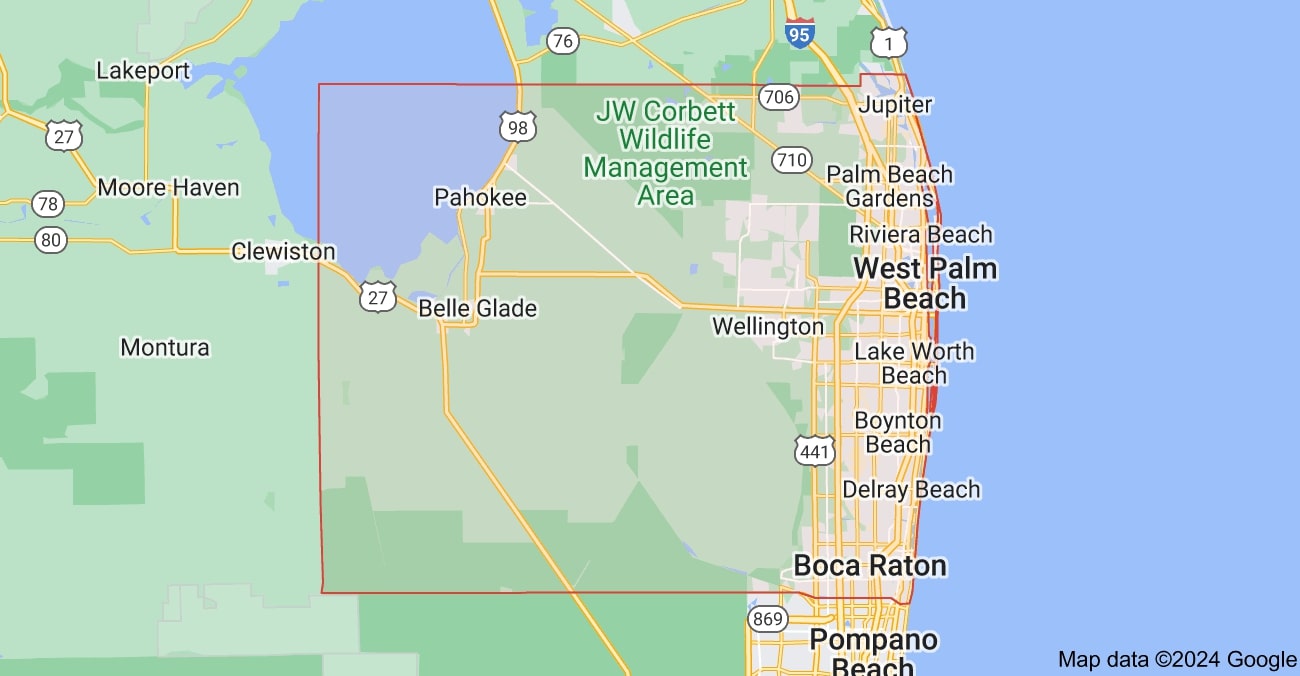 95
1
76
Lakeport
706
Jupiter
JW Corbett
Wildlife
Management
Area
98
27
710
Palm Beach
Gardens
Moore Haven
Pahokee
78
80
Clewiston
Riviera Beach
West Palm
Beach
27
Belle Glade
Wellington
Montura
Lake Worth
Beach
Boynton
Beach
441
Delray Beach
Boca Raton
869
Pompano
Beach
Map data ©2024 Google